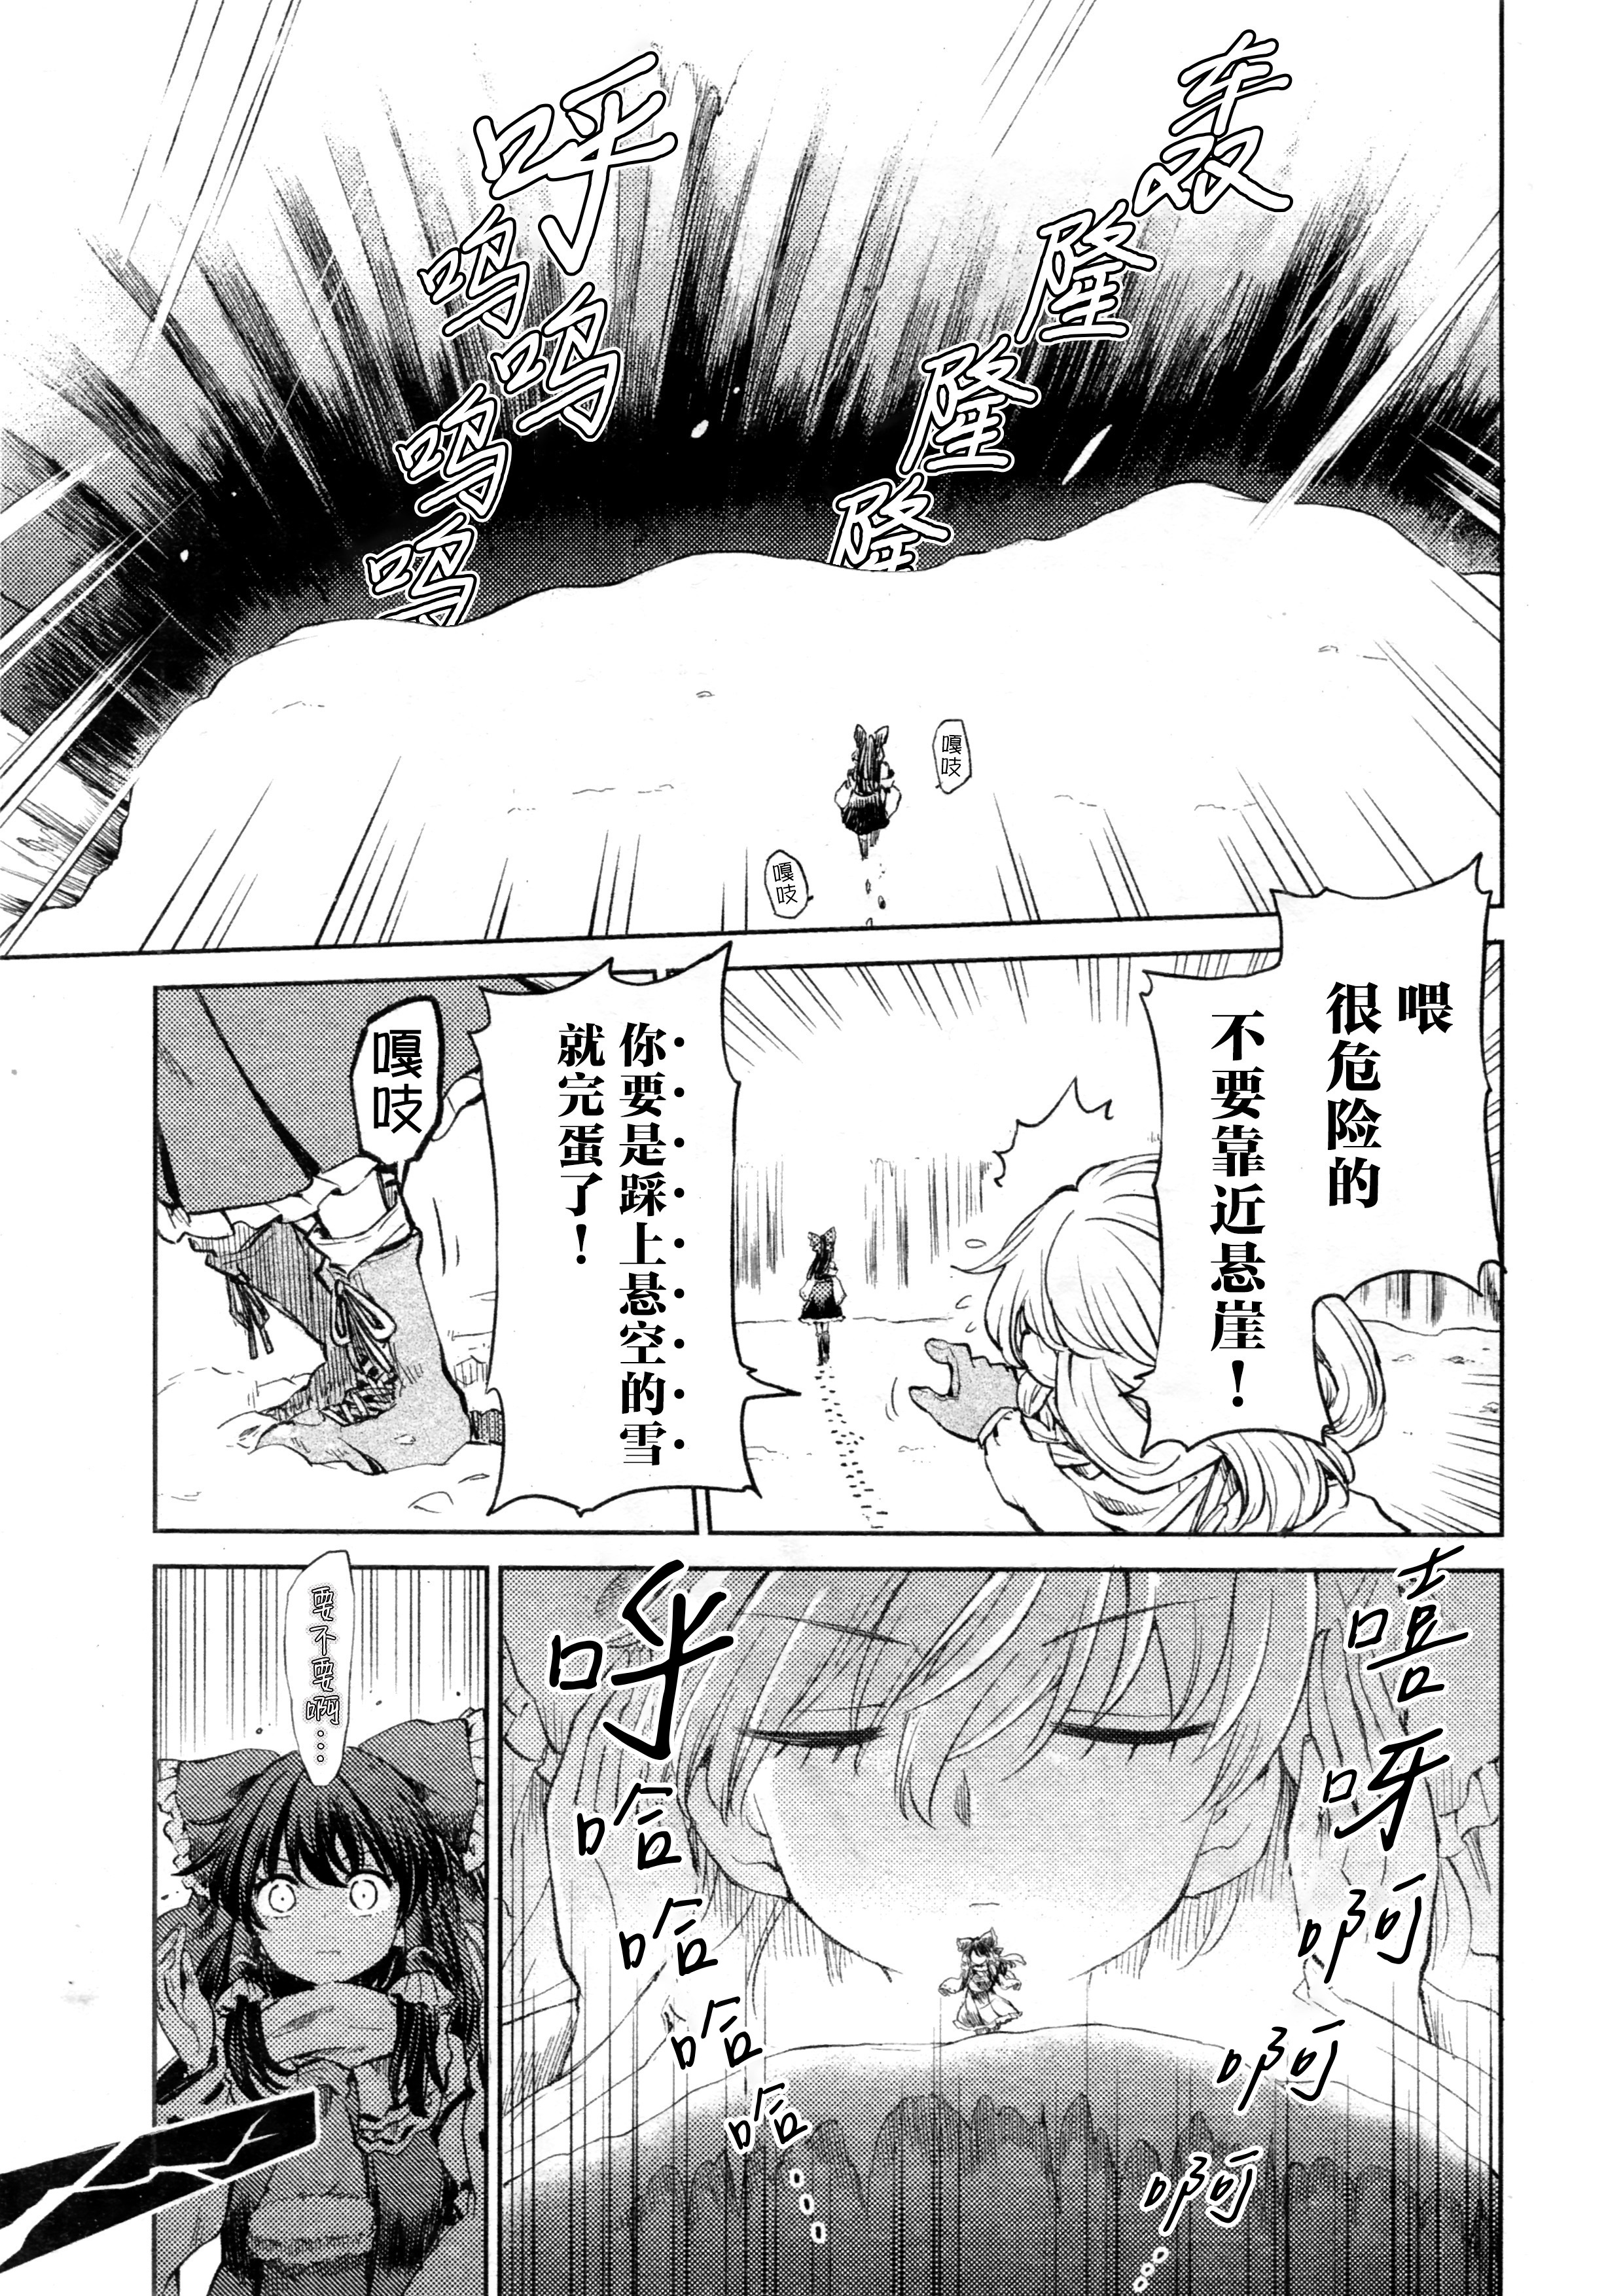 轰隆隆隆
呼呜呜呜呜
嘎吱
嘎吱
喂
很危险的
不要靠近悬崖！
你要是踩上悬空的雪
就完蛋了！
嘎吱
嘻呀啊啊啊…
呼哈哈哈哈…
要不要啊…